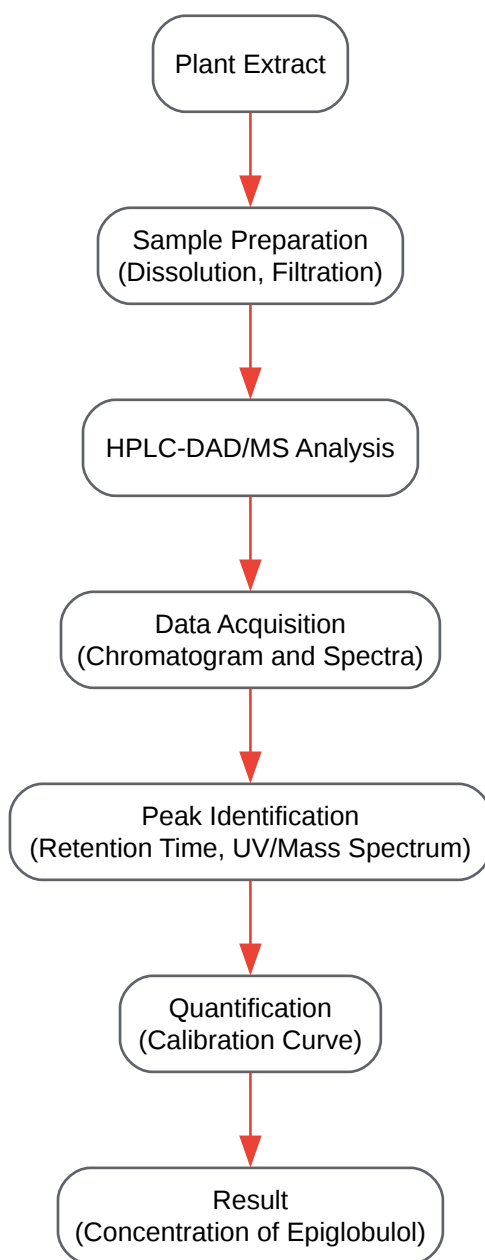 Plant Extract
Sample Preparation
(Dissolution, Filtration)
HPLC-DAD/MS Analysis
Data Acquisition
(Chromatogram and Spectra)
Peak Identification
(Retention Time, UV/Mass Spectrum)
Quantification
(Calibration Curve)
Result
(Concentration of Epiglobulol)